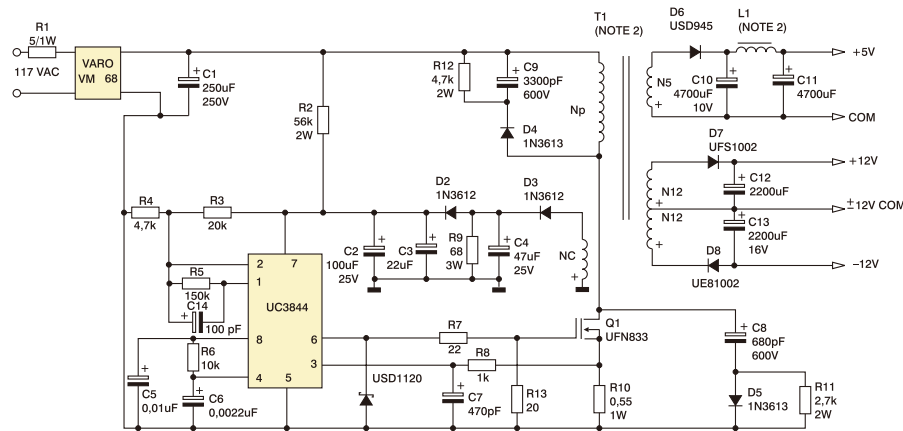 R1
5/1W
117 VAC
VARO
VM 68
+
C1
250uF
250V
R2
56k
2W
R12
4,7k
2W
+
C9
3300pF
600V
D4
1N3613
T1
(NOTE 2)
Np
D6
USD945
L1
(NOTE 2)
+5V
N5
+
C10
+
4700uF
10V
+
C11
4700uF
COM
D7
UFS1002
+12V
N12
+
N12
+
C12
2200uF
±12V COM
+
C13
2200uF
16V
D8
UE81002
−12V
R4
4,7k
R3
20k
D2
1N3612
D3
1N3612
+
C2
100uF
25V
+
C3
22uF
R9
68
3W
+
C4
47uF
25V
NC
+
R5
150k
C14
+
100 pF
2
7
1
UC3844
8
6
3
4
5
R6
10k
+
C5
0,01uF
+
C6
0,0022uF
USD1120
R7
22
R8
1k
+
C7
470pF
R13
20
Q1
UFN833
R10
0,55
1W
+
C8
680pF
600V
D5
1N3613
R11
2,7k
2W